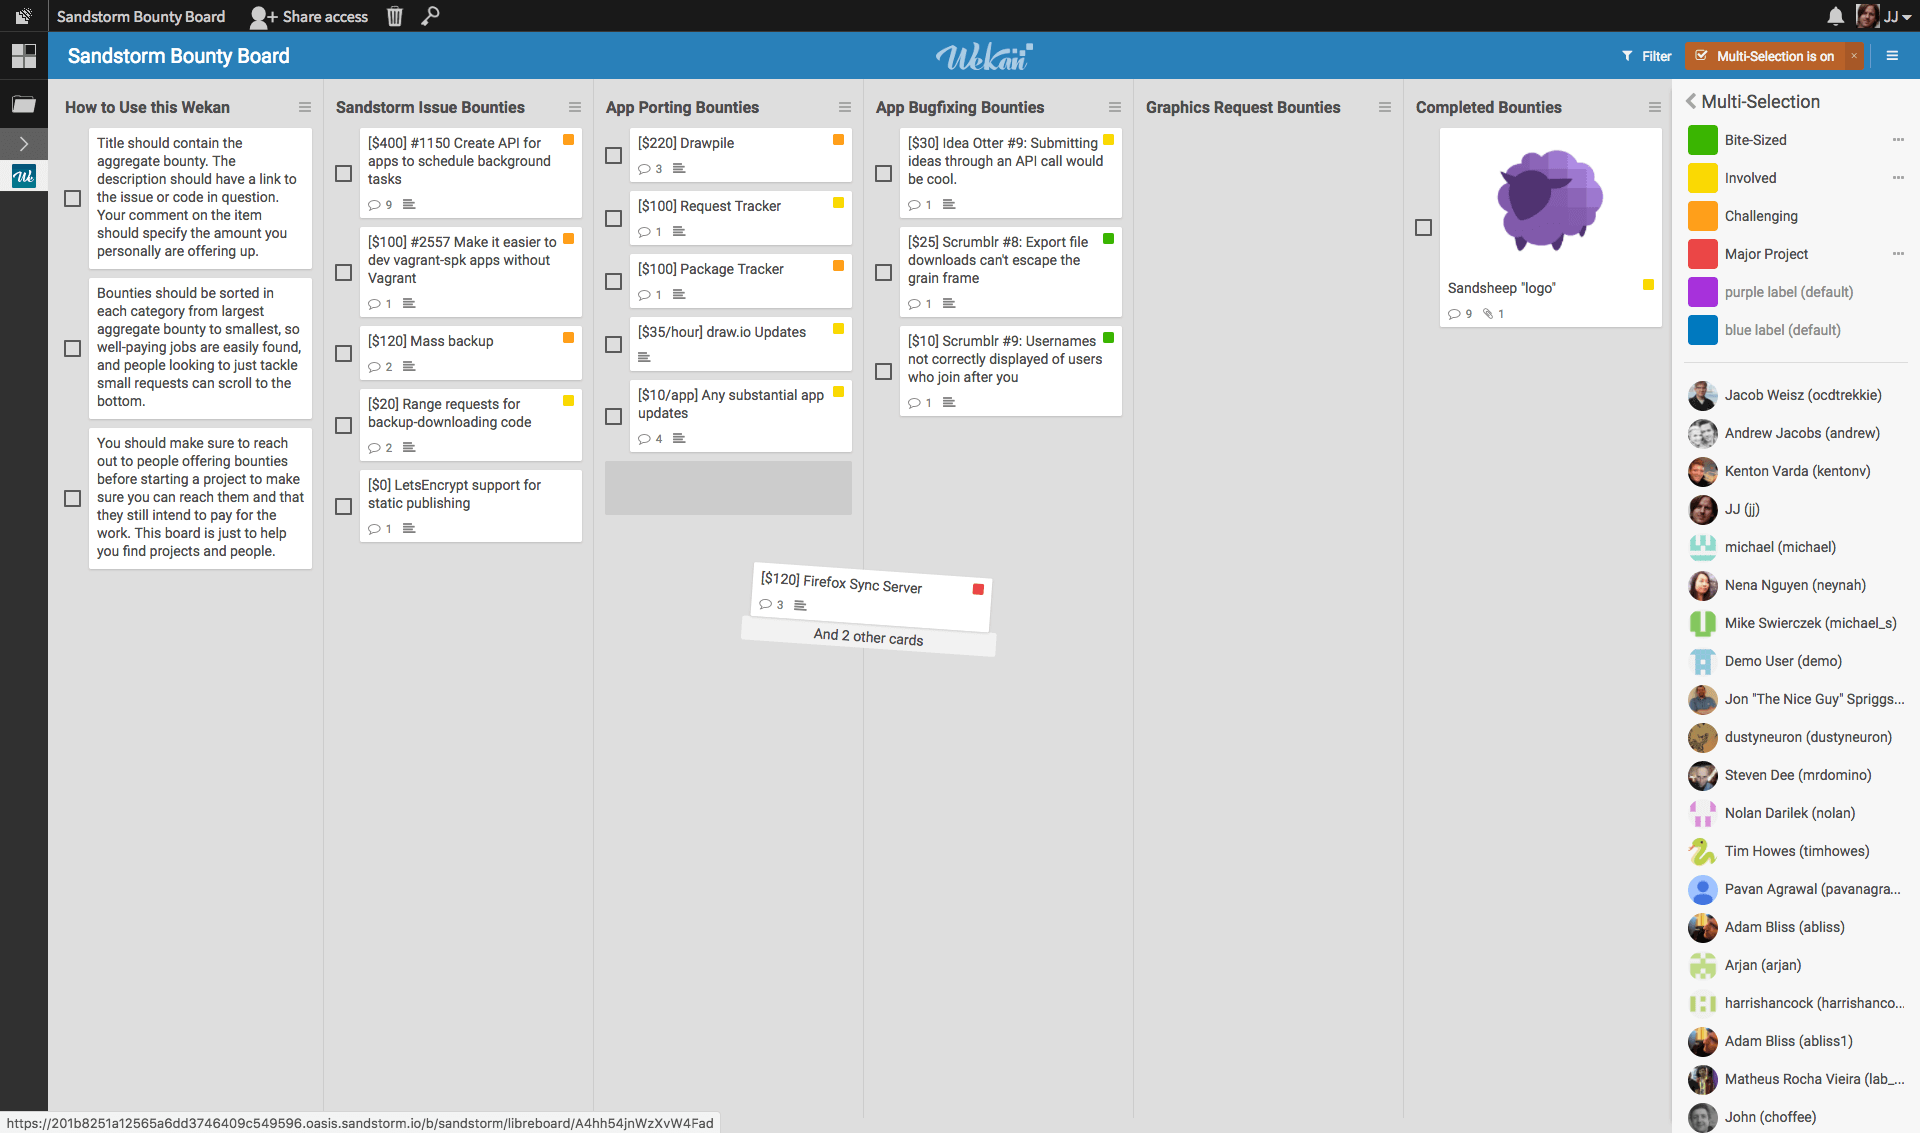 Sandstorm Bounty Board
Share access
JJ
Sandstorm Bounty Board
Wekan
Filter
Multi-Selection is on
×
How to Use this Wekan
Title should contain the
aggregate bounty. The
description should have a link to
the issue or code in question.
Your comment on the item
should specify the amount you
personally are offering up.
Bounties should be sorted in
each category from largest
aggregate bounty to smallest, so
well-paying jobs are easily found,
and people looking to just tackle
small requests can scroll to the
bottom.
You should make sure to reach
out to people offering bounties
before starting a project to make
sure you can reach them and that
they still intend to pay for the
work. This board is just to help
you find projects and people.
Sandstorm Issue Bounties
[$400] #1150 Create API for
apps to schedule background
tasks
9
[$100] #2557 Make it easier to
dev vagrant-spk apps without
Vagrant
1
[$120] Mass backup
2
[$20] Range requests for
backup-downloading code
2
[$0] LetsEncrypt support for
static publishing
1
App Porting Bounties
[$220] Drawpile
3
[$100] Request Tracker
1
[$100] Package Tracker
1
[$35/hour] draw.io Updates
[$10/app] Any substantial app
updates
4
[$120] Firefox Sync Server
3
And 2 other cards
App Bugfixing Bounties
[$30] Idea Otter #9: Submitting
ideas through an API call would
be cool.
1
[$25] Scrumblr #8: Export file
downloads can't escape the
grain frame
1
[$10] Scrumblr #9: Usernames
not correctly displayed of users
who join after you
1
Graphics Request Bounties
Completed Bounties
Sandsheep "logo"
9 1
Multi-Selection
Bite-Sized
Involved
Challenging
Major Project
purple label (default)
blue label (default)
Jacob Weisz (ocdtrekkie)
Andrew Jacobs (andrew)
Kenton Varda (kentonv)
JJ (jj)
michael (michael)
Nena Nguyen (neynah)
Mike Swierczek (michael_s)
Demo User (demo)
Jon "The Nice Guy" Spriggs...
dustyneuron (dustyneuron)
Steven Dee (mrdomino)
Nolan Darilek (nolan)
Tim Howes (timhowes)
Pavan Agrawal (pavanagra...
Adam Bliss (abliss)
Arjan (arjan)
harrishancock (harrishanco...
Adam Bliss (abliss1)
Matheus Rocha Vieira (lab_...
John (choffee)
We
https://201b8251a12565a6dd3746409c549596.oasis.sandstorm.io/b/sandstorm/libreboard/A4hh54jnWzXvW4Fad